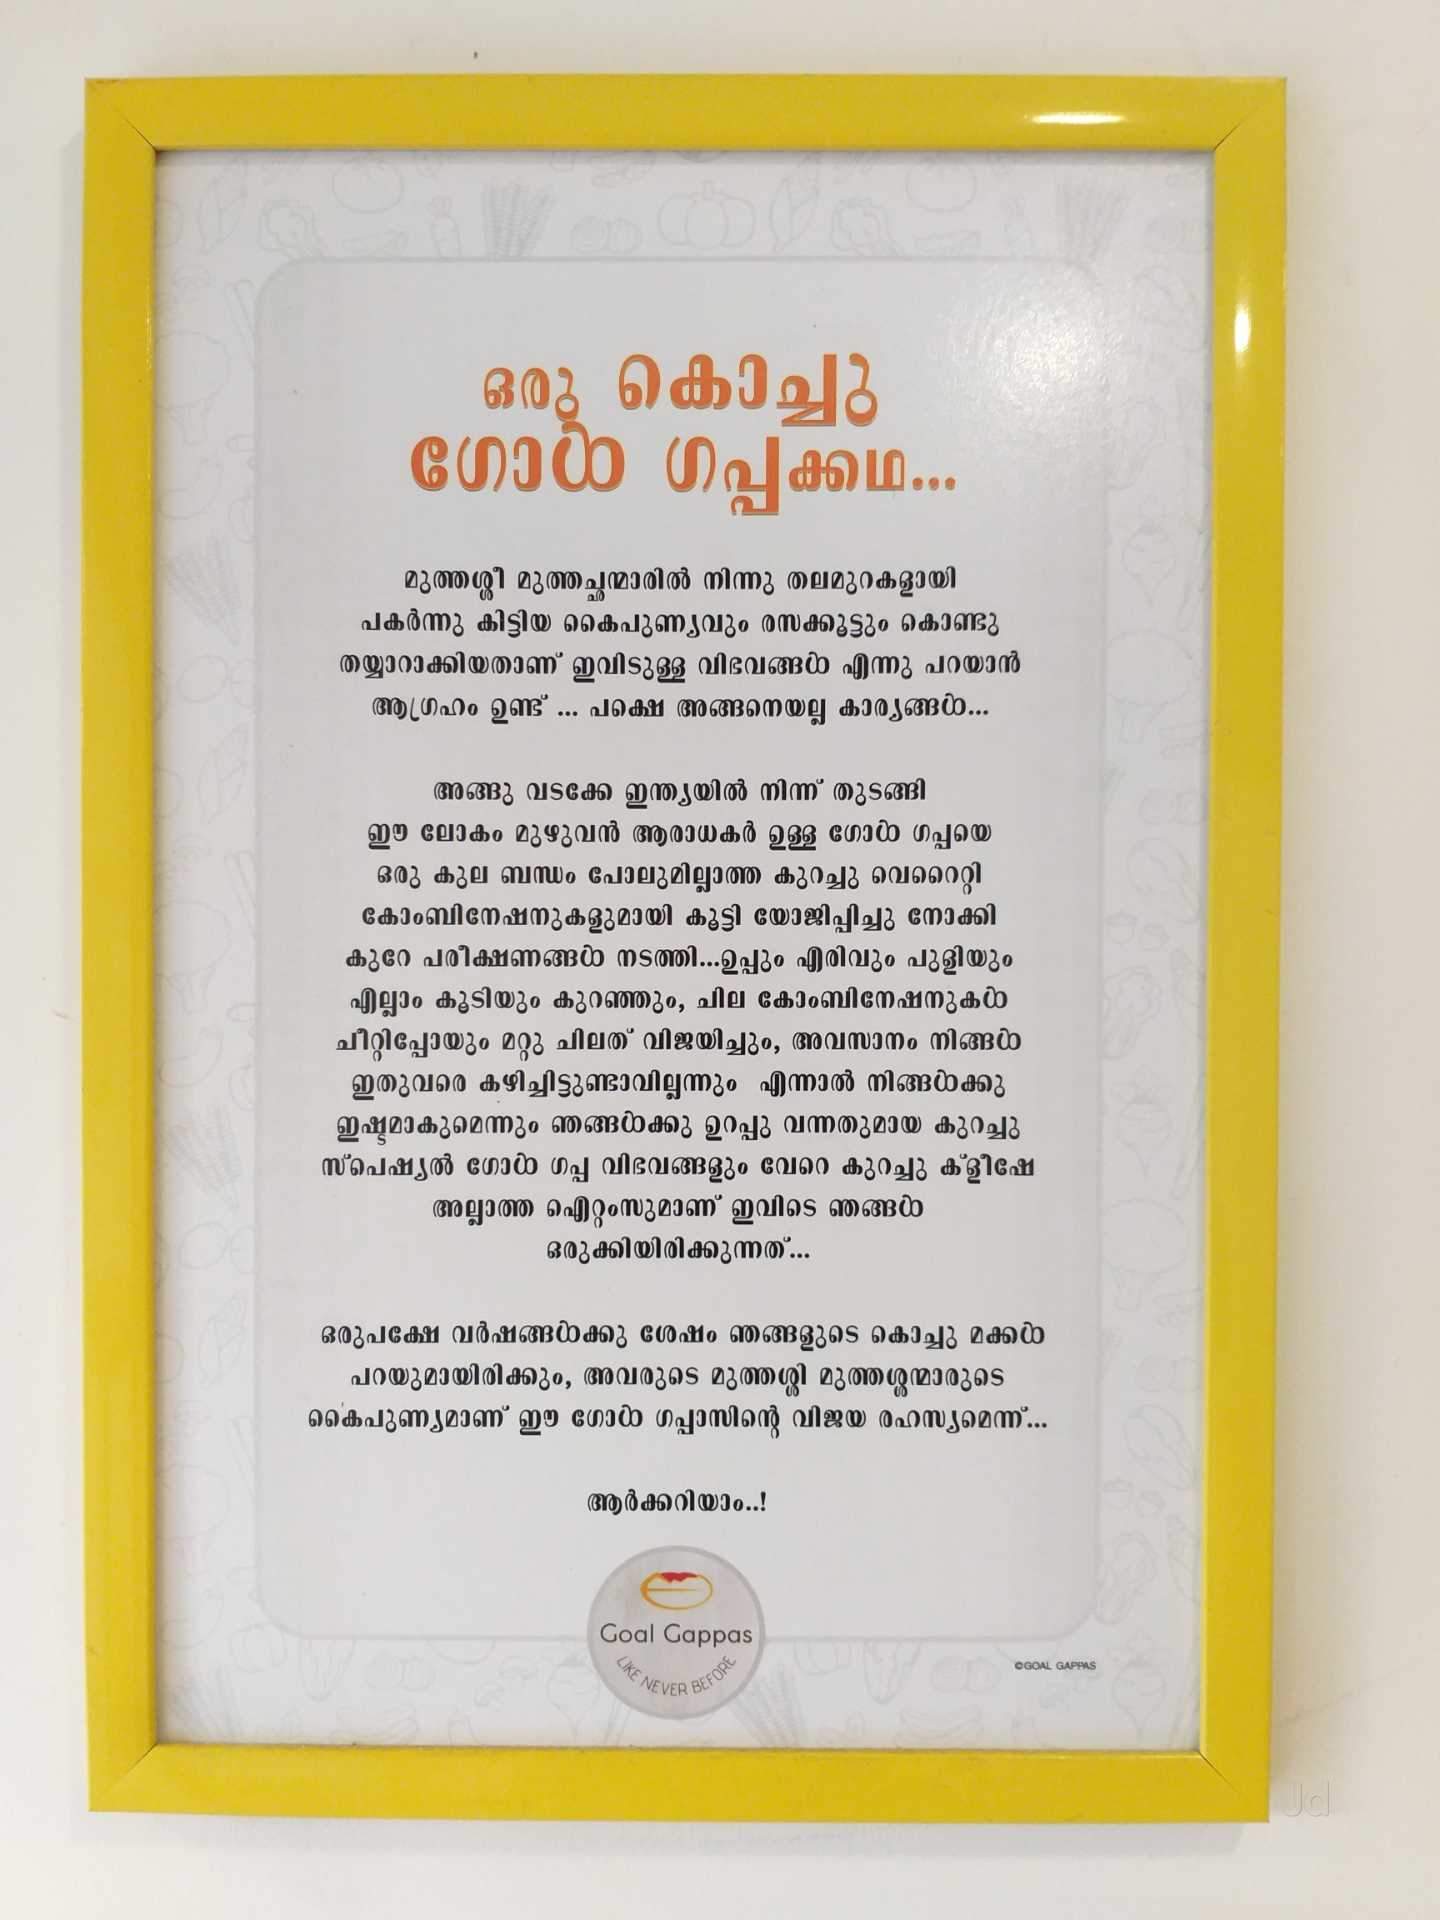 ഒരു കൊച്ചു
ഗോൾ ഗപ്പക്കഥ...
മുത്തശ്ശീ മുത്തച്ഛന്മാരിൽ നിന്നു തലമുറകളായി
പകർന്നു കിട്ടിയ കൈപുണ്യവും രസക്കൂട്ടും കൊണ്ടു
തയ്യാറാക്കിയതാണ് ഇവിടുള്ള വിഭവങ്ങൾ എന്നു പറയാൻ
ആഗ്രഹം ഉണ്ട് ... പക്ഷെ അങ്ങനെയല്ല കാര്യങ്ങൾ...
അങ്ങു വടക്കേ ഇന്ത്യയിൽ നിന്ന് തുടങ്ങി
ഈ ലോകം മുഴുവൻ ആരാധകർ ഉള്ള ഗോൾ ഗപ്പയെ
ഒരു കുല ബന്ധം പോലുമില്ലാത്ത കുറച്ചു വെറൈറ്റി
കോംബിനേഷനുകളുമായി കൂട്ടി യോജിപ്പിച്ചു നോക്കി
കുറേ പരീക്ഷണങ്ങൾ നടത്തി...ഉപ്പും എരിവും പുളിയും
എല്ലാം കൂടിയും കുറഞ്ഞും, ചില കോംബിനേഷനുകൾ
ചീറ്റിപ്പോയും മറ്റു ചിലത് വിജയിച്ചും, അവസാനം നിങ്ങൾ
ഇതുവരെ കഴിച്ചിട്ടുണ്ടാവില്ലന്നും എന്നാൽ നിങ്ങൾക്കു
ഇഷ്ടമാകുമെന്നും ഞങ്ങൾക്കു ഉറപ്പു വന്നതുമായ കുറച്ചു
സ്പെഷ്യൽ ഗോൾ ഗപ്പ വിഭവങ്ങളും വേറെ കുറച്ചു ക്ളീഷേ
അല്ലാത്ത ഐറ്റംസുമാണ് ഇവിടെ ഞങ്ങൾ
ഒരുക്കിയിരിക്കുന്നത്...
ഒരുപക്ഷേ വർഷങ്ങൾക്കു ശേഷം ഞങ്ങളുടെ കൊച്ചു മക്കൾ
പറയുമായിരിക്കും, അവരുടെ മുത്തശ്ശി മുത്തശ്ശന്മാരുടെ
കൈപുണ്യമാണ് ഈ ഗോൾ ഗപ്പാസിന്റെ വിജയ രഹസ്യമെന്ന്...
ആർക്കറിയാം..!
Goal Gappas
LIKE NEVER BEFORE
©GOAL GAPPAS
Jd